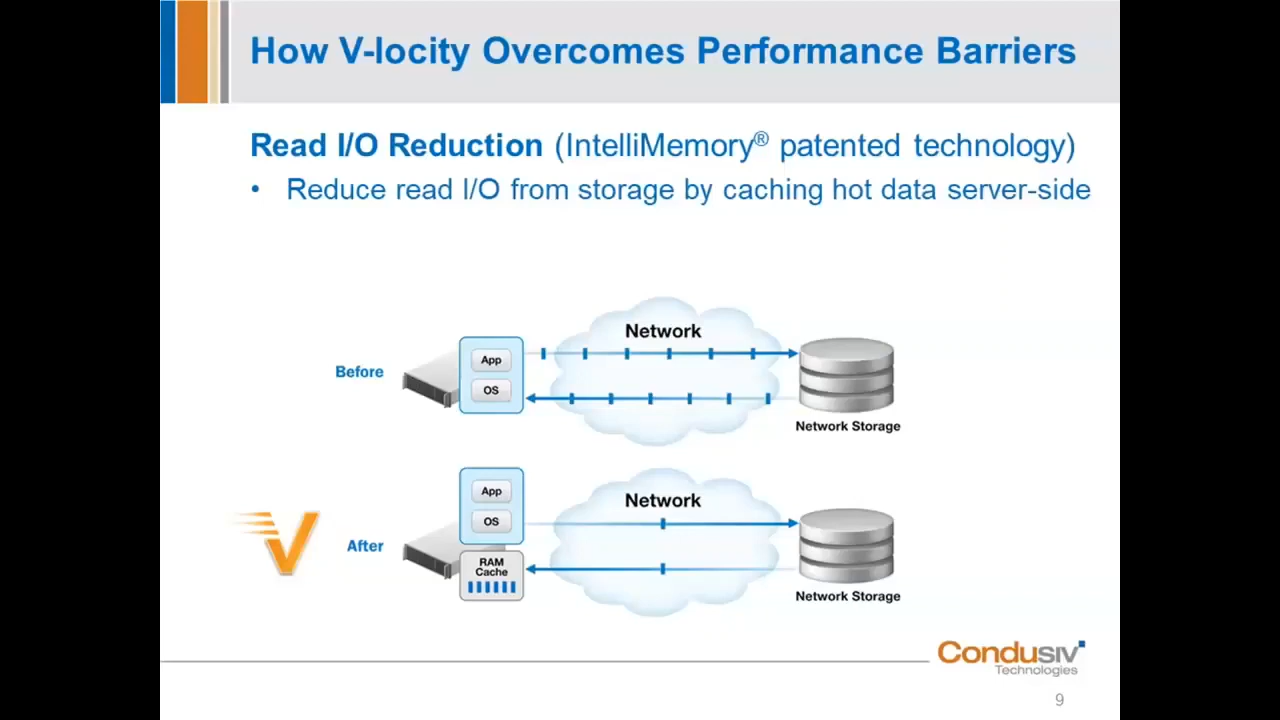 How V-locity Overcomes Performance Barriers
Read I/O Reduction (IntelliMemory® patented technology)
• Reduce read I/O from storage by caching hot data server-side
Network
App
Before
OS
Network Storage
App
Network
OS
V
After
RAM
Cache
Network Storage
Condusiv
Technologies
9